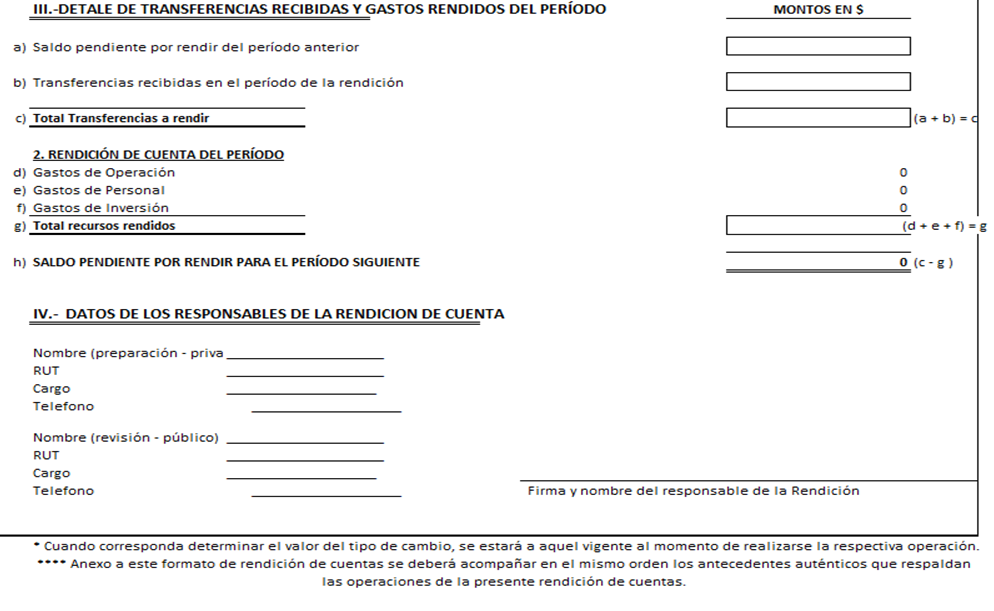 III.-DETALE DE TRANSFERENCIAS RECIBIDAS Y GASTOS RENDIDOS DEL PERÍODO MONTOS EN $
a) Saldo pendiente por rendir del período anterior
b) Transferencias recibidas en el período de la rendición
c) Total Transferencias a rendir (a + b) = c
2. RENDICIÓN DE CUENTA DEL PERÍODO
d) Gastos de Operación 0
e) Gastos de Personal 0
f) Gastos de Inversión 0
g) Total recursos rendidos (d + e + f) = g
h) SALDO PENDIENTE POR RENDIR PARA EL PERÍODO SIGUIENTE 0 (c - g )
IV.- DATOS DE LOS RESPONSABLES DE LA RENDICION DE CUENTA
Nombre (preparación - priva
RUT
Cargo
Telefono
Nombre (revisión - público)
RUT
Cargo
Telefono
Firma y nombre del responsable de la Rendición
* Cuando corresponda determinar el valor del tipo de cambio, se estará a aquel vigente al momento de realizarse la respectiva operación.
**** Anexo a este formato de rendición de cuentas se deberá acompañar en el mismo orden los antecedentes auténticos que respaldan
las operaciones de la presente rendición de cuentas.